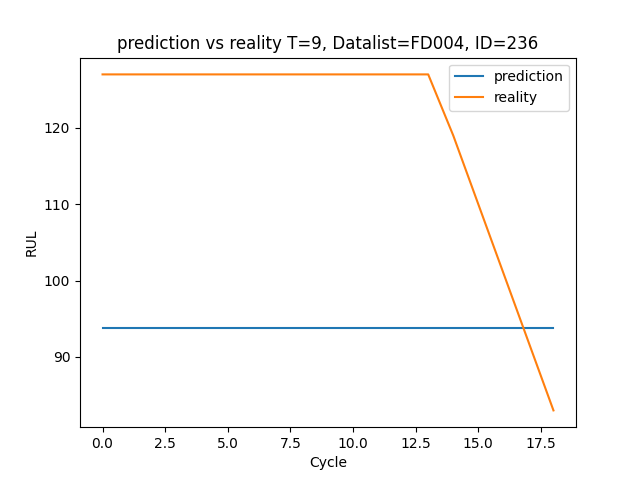 prediction vs reality T=9, Datalist=FD004, ID=236
prediction
reality
120
110
100
90
RUL
0.0 2.5 5.0 7.5 10.0 12.5 15.0 17.5
Cycle